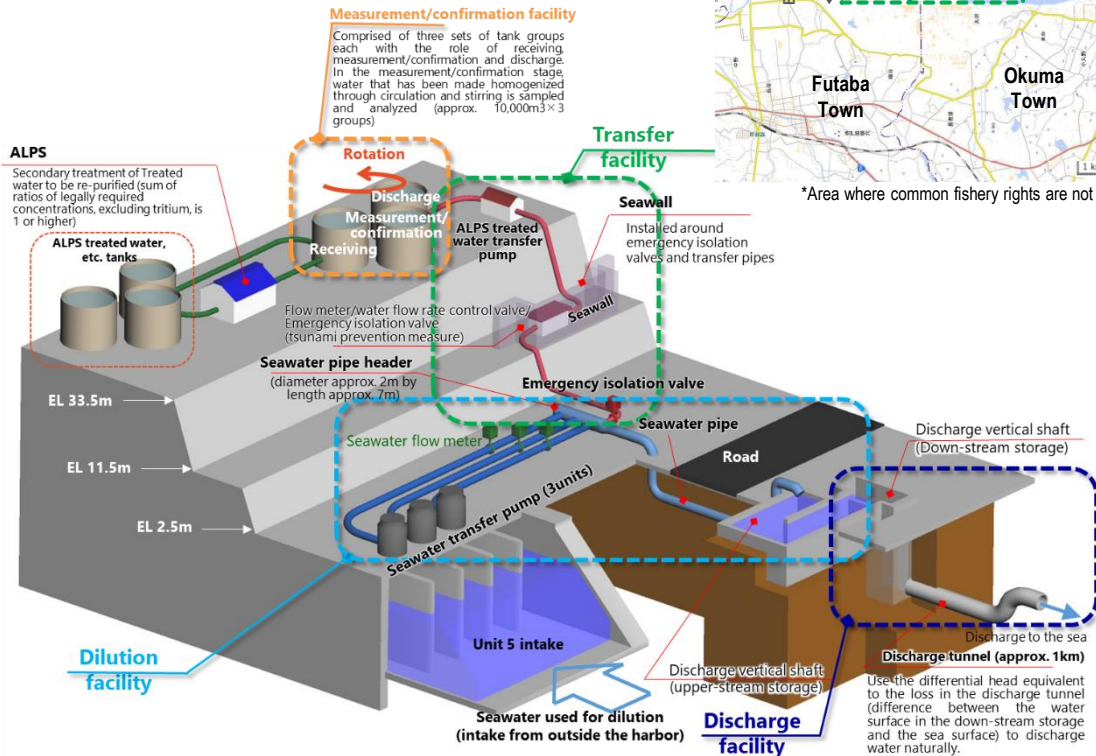 Measurement/confirmation facility
Comprised of three sets of tank groups
each with the role of receiving,
measurement/confirmation and discharge.
In the measurement/confirmation stage,
water that has been made homogenized
through circulation and stirring is sampled
and analyzed (approx. 10,000m3×3
groups)
Futaba
Town
Okuma
Town
*Area where common fishery rights are not
Transfer
facility
ALPS
Secondary treatment of Treated
water to be re-purified (sum of
ratios of legally required
concentrations, excluding tritium, is
1 or higher)
ALPS treated water,
etc. tanks
Rotation
Discharge
Measurement/
confirmation
Receiving
ALPS treated
water transfer
pump
Seawall
Installed around
emergency isolation
valves and transfer pipes
Seawall
Flow meter/water flow rate control valve/
Emergency isolation valve
(tsunami prevention measure)
Seawater pipe header
(diameter approx. 2m by
length approx. 7m)
Emergency isolation valve
Seawater pipe
Seawater flow meter
EL 33.5m
EL 11.5m
EL 2.5m
Road
Discharge vertical shaft
(Down-stream storage)
Seawater transfer pump (3units)
Unit 5 intake
Dilution
facility
Seawater used for dilution
(intake from outside the harbor)
Discharge vertical shaft
(upper-stream storage)
Discharge
facility
Discharge to the sea
Discharge tunnel (approx. 1km)
Use the differential head equivalent
to the loss in the discharge tunnel
(difference between the water
surface in the down-stream storage
and the sea surface) to discharge
water naturally.